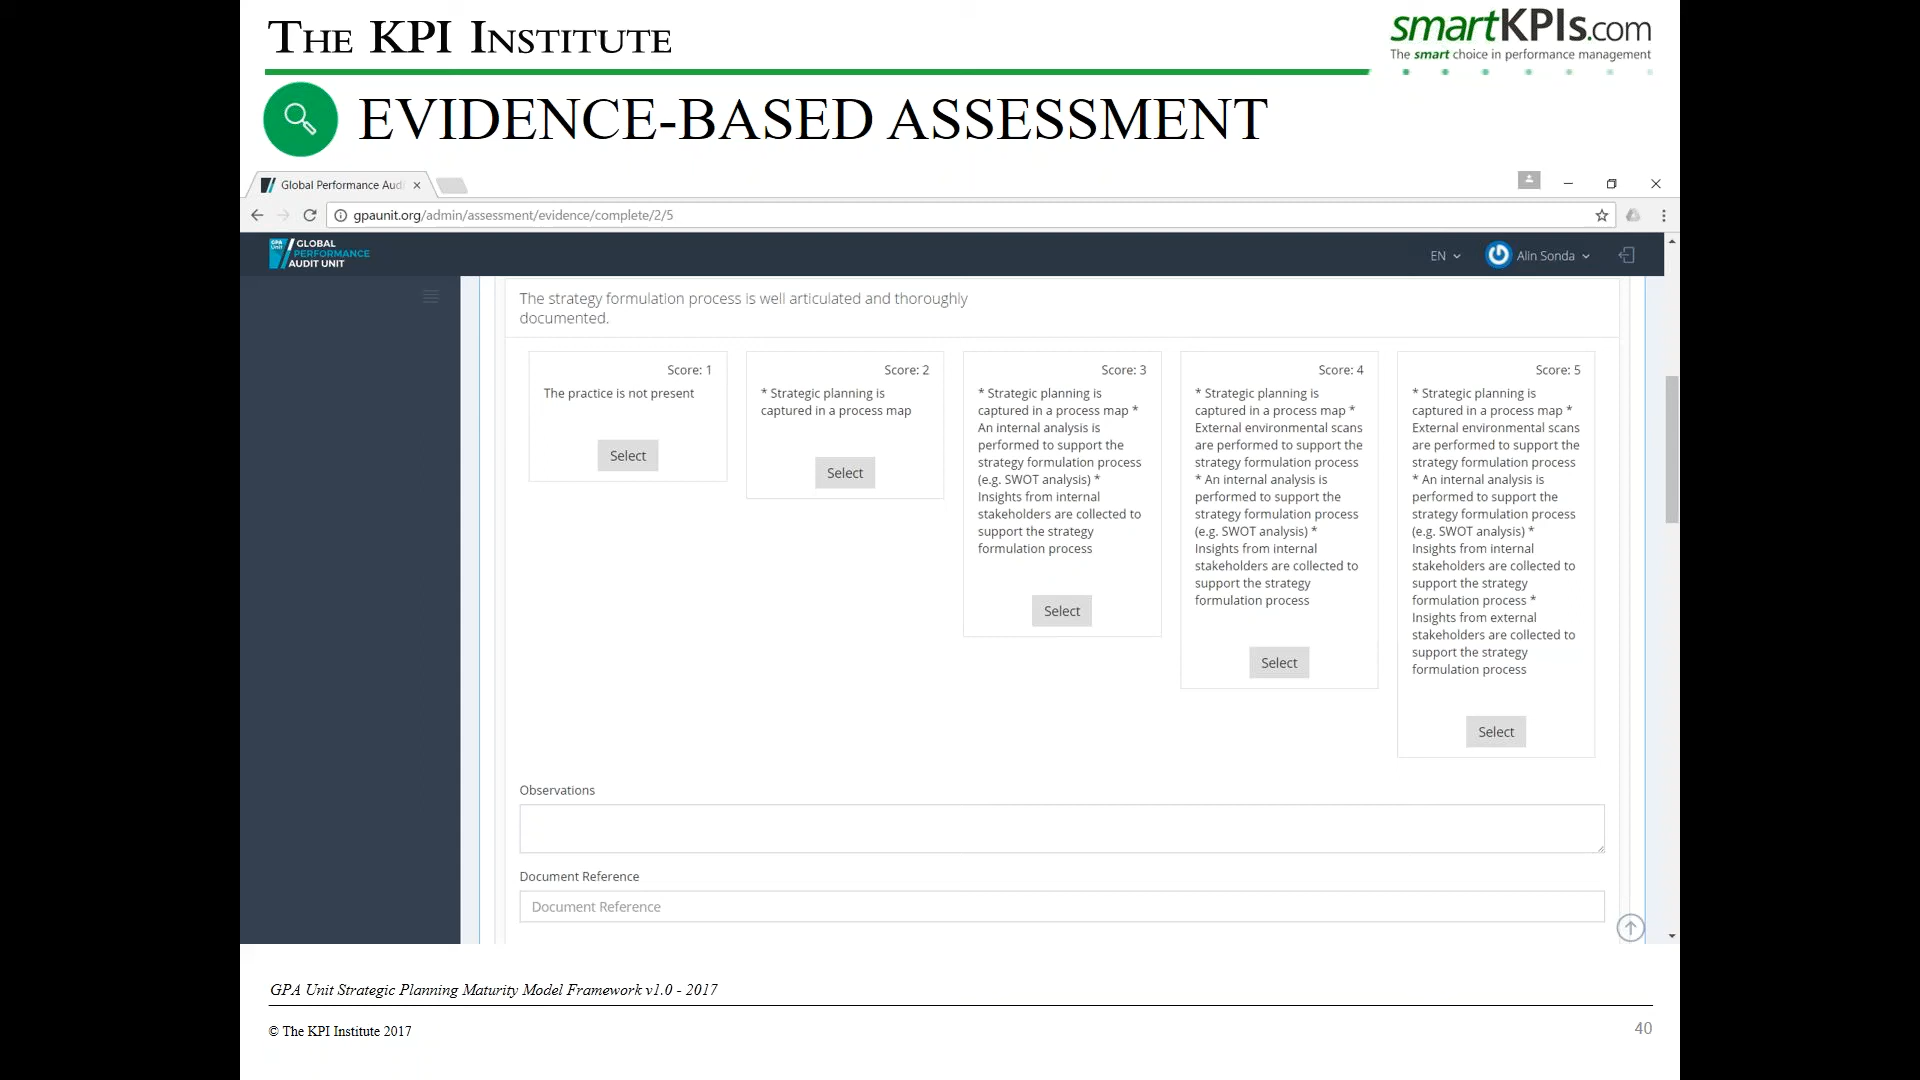 THE KPI INSTITUTE
smartKPIs.com
The smart choice in performance management
EVIDENCE-BASED ASSESSMENT
Global Performance Aud
gpaunit.org/admin/assessment/evidence/complete/2/5
GPA
Unit
GLOBAL
PERFORMANCE
AUDIT UNIT
EN
Alin Sonda
The strategy formulation process is well articulated and thoroughly
documented.
Score: 1
The practice is not present
Select
Score: 2
* Strategic planning is
captured in a process map
Select
Score: 3
* Strategic planning is
captured in a process map *
An internal analysis is
performed to support the
strategy formulation process
(e.g. SWOT analysis) *
Insights from internal
stakeholders are collected to
support the strategy
formulation process
Select
Score: 4
* Strategic planning is
captured in a process map *
External environmental scans
are performed to support the
strategy formulation process
* An internal analysis is
performed to support the
strategy formulation process
(e.g. SWOT analysis) *
Insights from internal
stakeholders are collected to
support the strategy
formulation process
Select
Score: 5
* Strategic planning is
captured in a process map *
External environmental scans
are performed to support the
strategy formulation process
* An internal analysis is
performed to support the
strategy formulation process
(e.g. SWOT analysis) *
Insights from internal
stakeholders are collected to
support the strategy
formulation process *
Insights from external
stakeholders are collected to
support the strategy
formulation process
Select
Observations
Document Reference
Document Reference
GPA Unit Strategic Planning Maturity Model Framework v1.0 - 2017
© The KPI Institute 2017
40